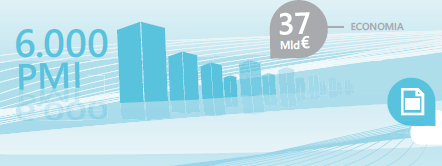 6.000
PMI
37
Mld€
ECONOMIA